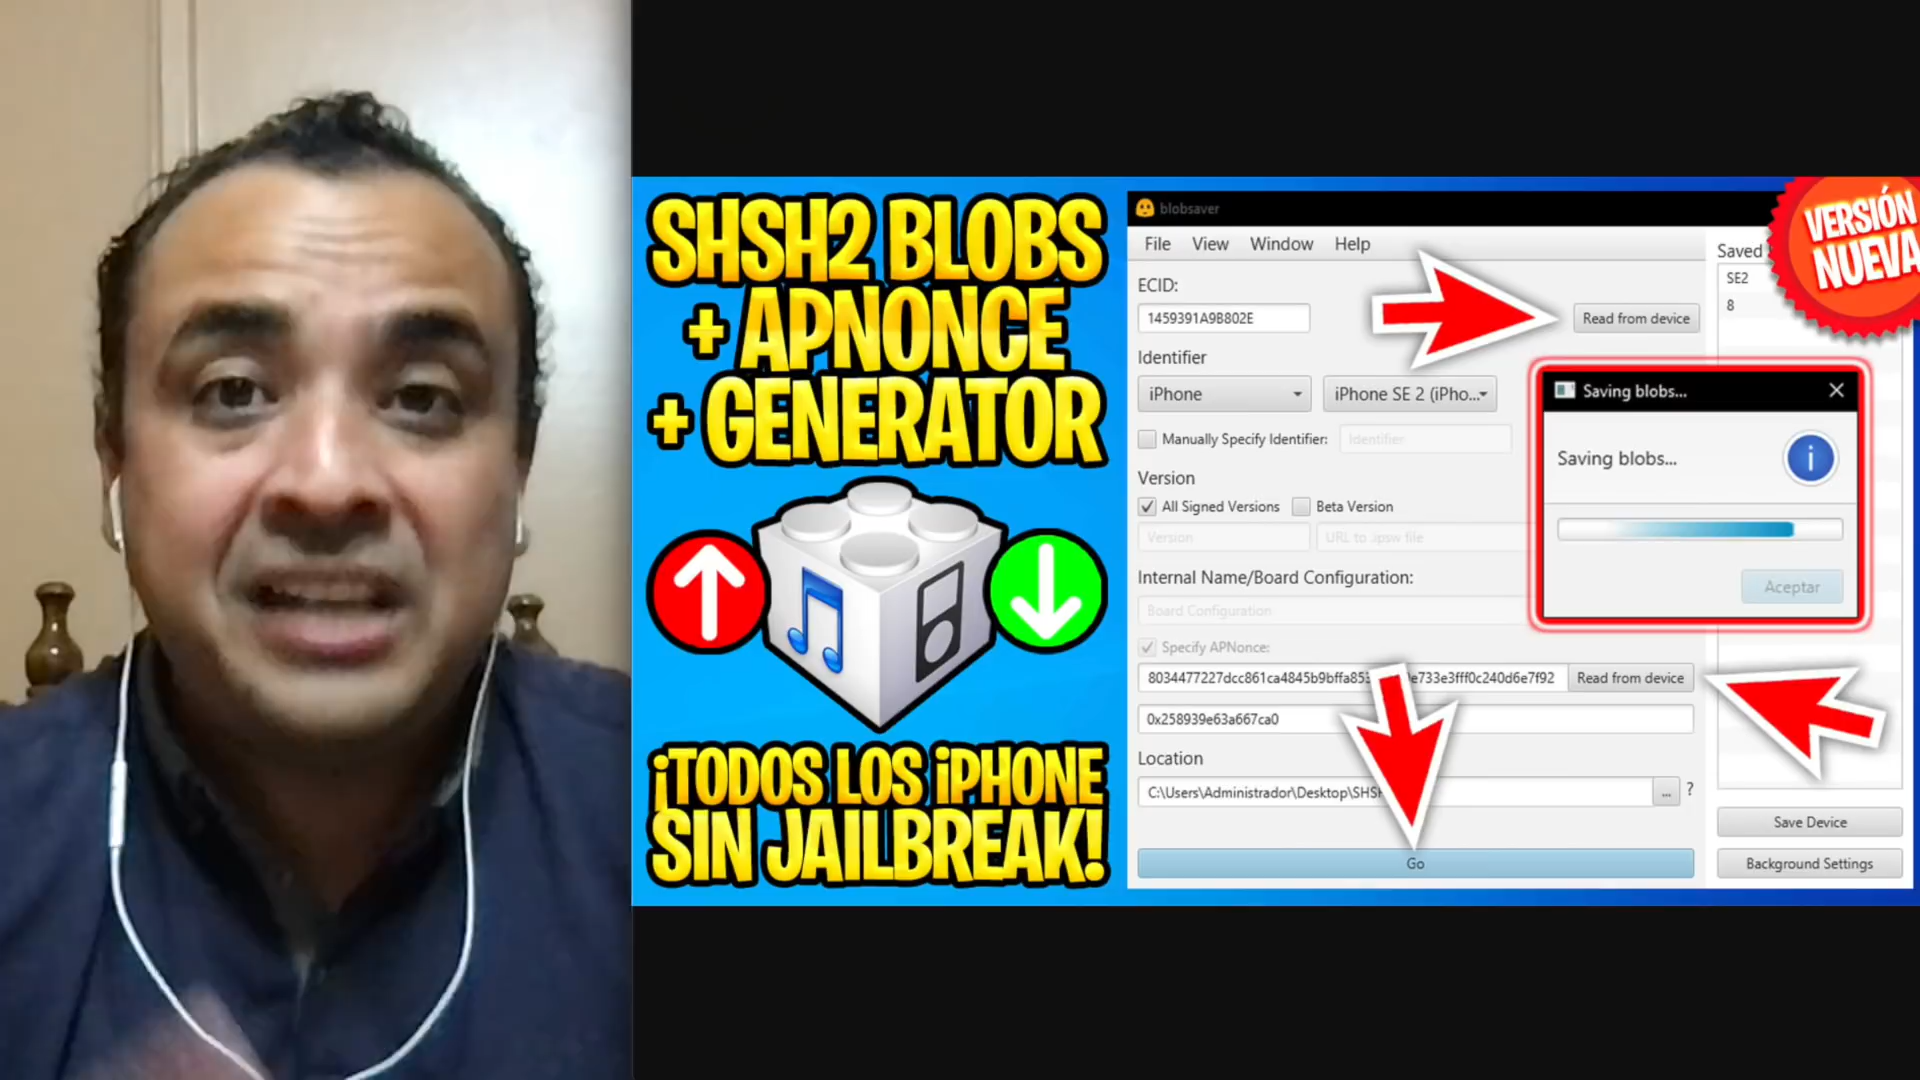 SHSH2 BLOBS
+ APNONCE
+ GENERATOR
¡TODOS LOS iPHONE
SIN JAILBREAK!
blobsaver
File View Window Help
ECID:
1459391A9B802E
Read from device
Identifier
iPhone
iPhone SE 2 (iPho...
Manually Specify Identifier:
Identifier
Version
All Signed Versions
Beta Version
Version
URL to .ipsw file
Internal Name/Board Configuration:
Board Configuration
Specify APNonce:
Read from device
0x258939e63a667ca0
Location
C:\Users\Administrador\Desktop\
...
?
Go
VERSIÓN
NUEVA
Saved
SE2
8
Saving blobs...
Saving blobs...
i
Aceptar
Save Device
Background Settings